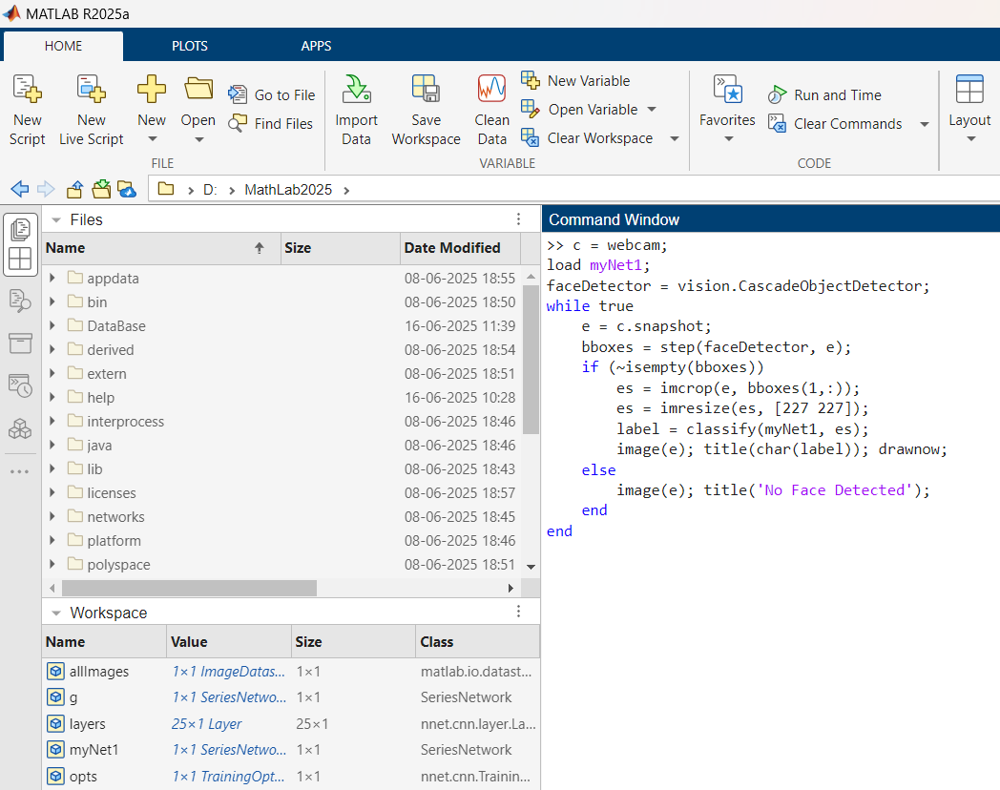 MATLAB R2025a
HOME PLOTS APPS
New Script
New Live Script
New
Open
Go to File
Find Files
FILE
Import Data
Save Workspace
Clean Data
New Variable
Open Variable
Clear Workspace
VARIABLE
Favorites
Run and Time
Clear Commands
CODE
Layout
D: MathLab2025
Files
Name Size Date Modified
appdata 08-06-2025 18:55
bin 08-06-2025 18:50
DataBase 16-06-2025 11:39
derived 08-06-2025 18:54
extern 08-06-2025 18:51
help 16-06-2025 10:28
interprocess 08-06-2025 18:46
java 08-06-2025 18:46
lib 08-06-2025 18:43
licenses 08-06-2025 18:57
networks 08-06-2025 18:45
platform 08-06-2025 18:46
polyspace 08-06-2025 18:51
Workspace
Name Value Size Class
allImages 1×1 ImageDatas... 1×1 matlab.io.datast...
g 1×1 SeriesNetwo... 1×1 SeriesNetwork
layers 25×1 Layer 25×1 nnet.cnn.layer.La...
myNet1 1×1 SeriesNetwo... 1×1 SeriesNetwork
opts 1×1 TrainingOpt... 1×1 nnet.cnn.Trainin...
Command Window
>> c = webcam;
load myNet1;
faceDetector = vision.CascadeObjectDetector;
while true
    e = c.snapshot;
    bboxes = step(faceDetector, e);
    if (~isempty(bboxes))
        es = imcrop(e, bboxes(1,:));
        es = imresize(es, [227 227]);
        label = classify(myNet1, es);
        image(e); title(char(label)); drawnow;
    else
        image(e); title('No Face Detected');
    end
end